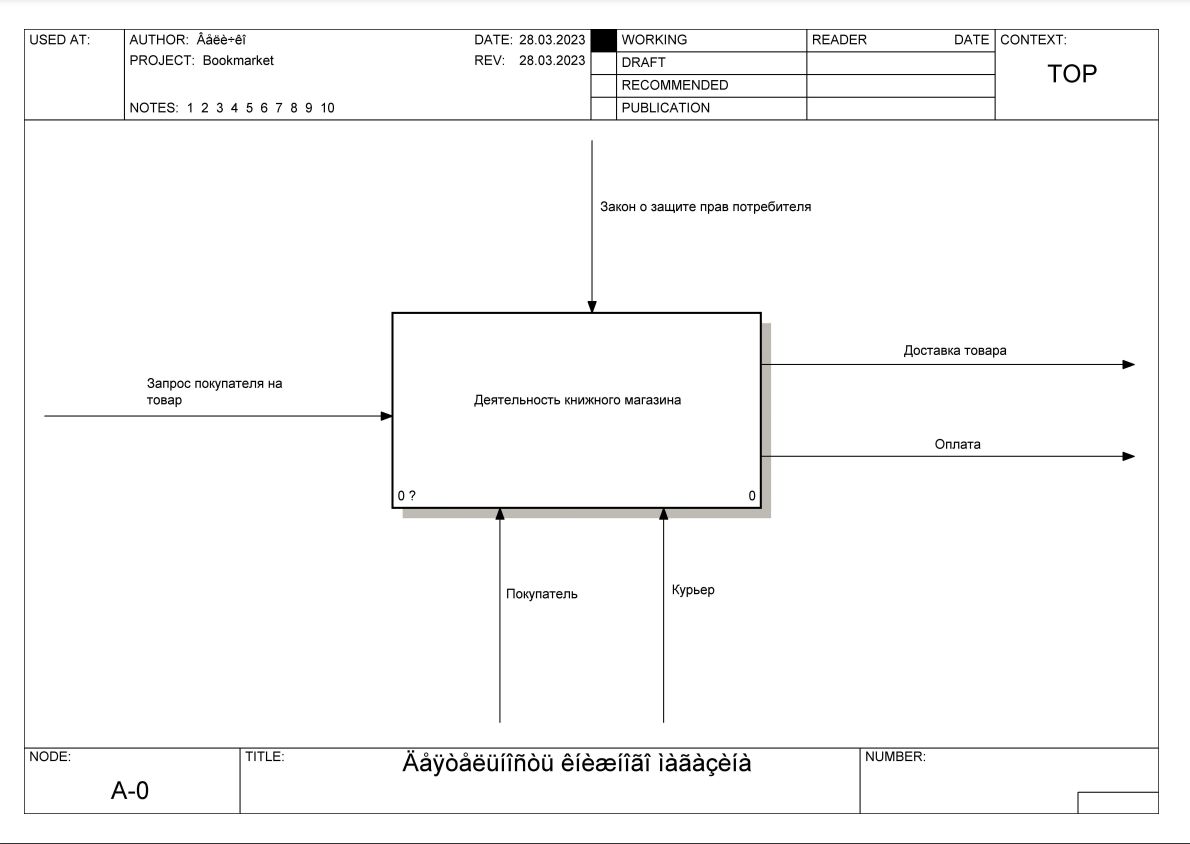 USED AT:
AUTHOR: Âåëè÷êî
DATE: 28.03.2023
WORKING
READER DATE
CONTEXT:
PROJECT: Bookmarket
REV: 28.03.2023
DRAFT
TOP
RECOMMENDED
NOTES: 1 2 3 4 5 6 7 8 9 10
PUBLICATION
Закон о защите прав потребителя
Доставка товара
Запрос покупателя на
товар
Деятельность книжного магазина
Оплата
0 ?
0
Покупатель
Курьер
NODE:
A-0
TITLE:
Äåÿòåëüíîñòü êíèæíîãî ìàãàçèíà
NUMBER: